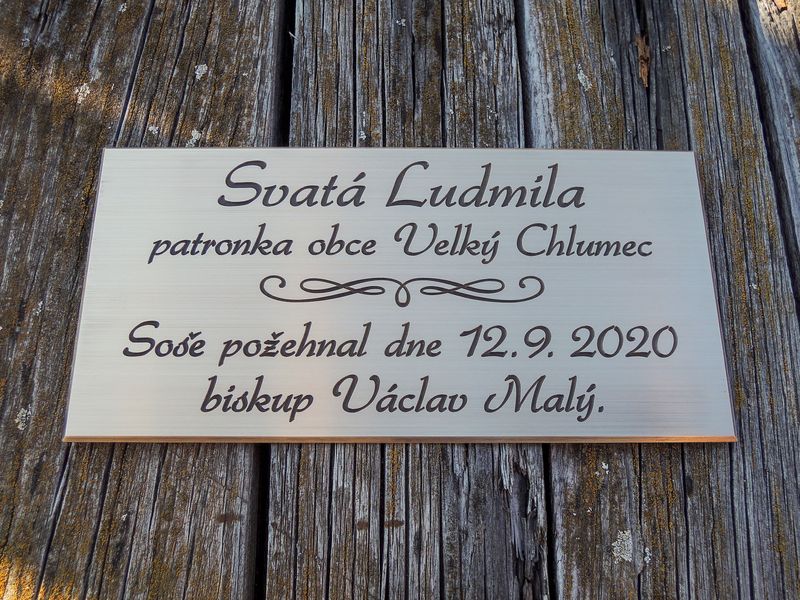 Svatá Ludmila
patronka obce Velký Chlumec
Soše požehnal dne 12.9. 2020
biskup Václav Malý.